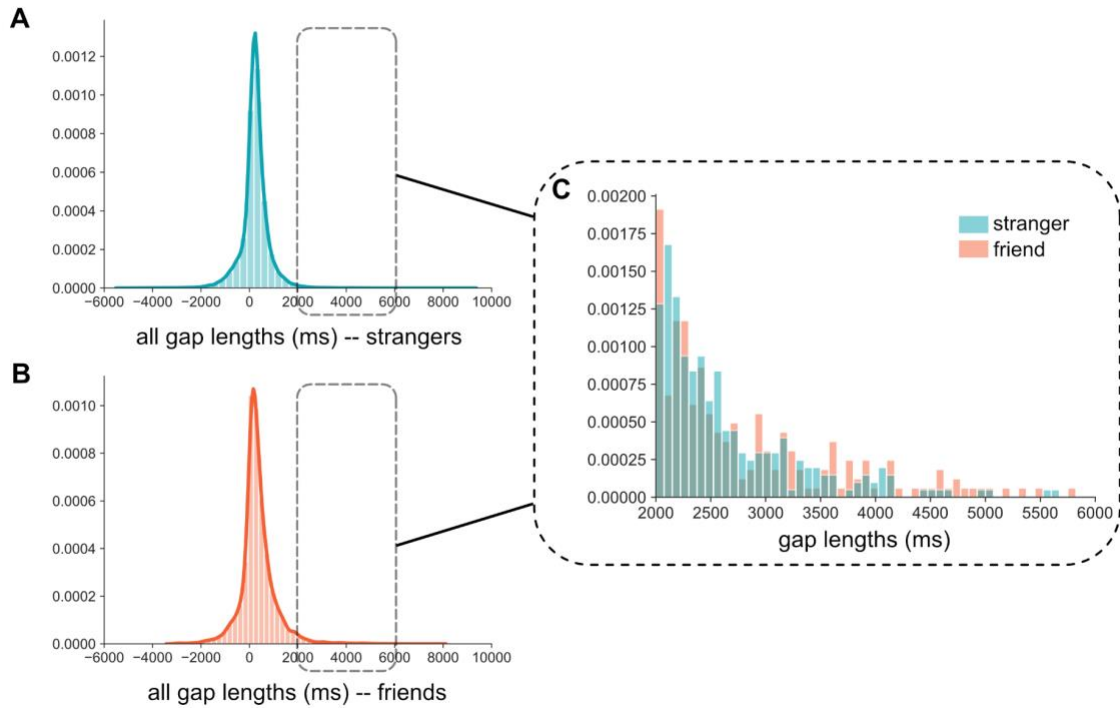 A
0.0012
0.0010
0.0008
0.0006
0.0004
0.0002
0.0000
−6000 −4000 −2000 0 2000 4000 6000 8000 10000
all gap lengths (ms) -- strangers
B
0.0010
0.0008
0.0006
0.0004
0.0002
0.0000
−6000 −4000 −2000 0 2000 4000 6000 8000 10000
all gap lengths (ms) -- friends
C
0.00200
0.00175
0.00150
0.00125
0.00100
0.00075
0.00050
0.00025
0.00000
stranger
friend
2000 2500 3000 3500 4000 4500 5000 5500 6000
gap lengths (ms)